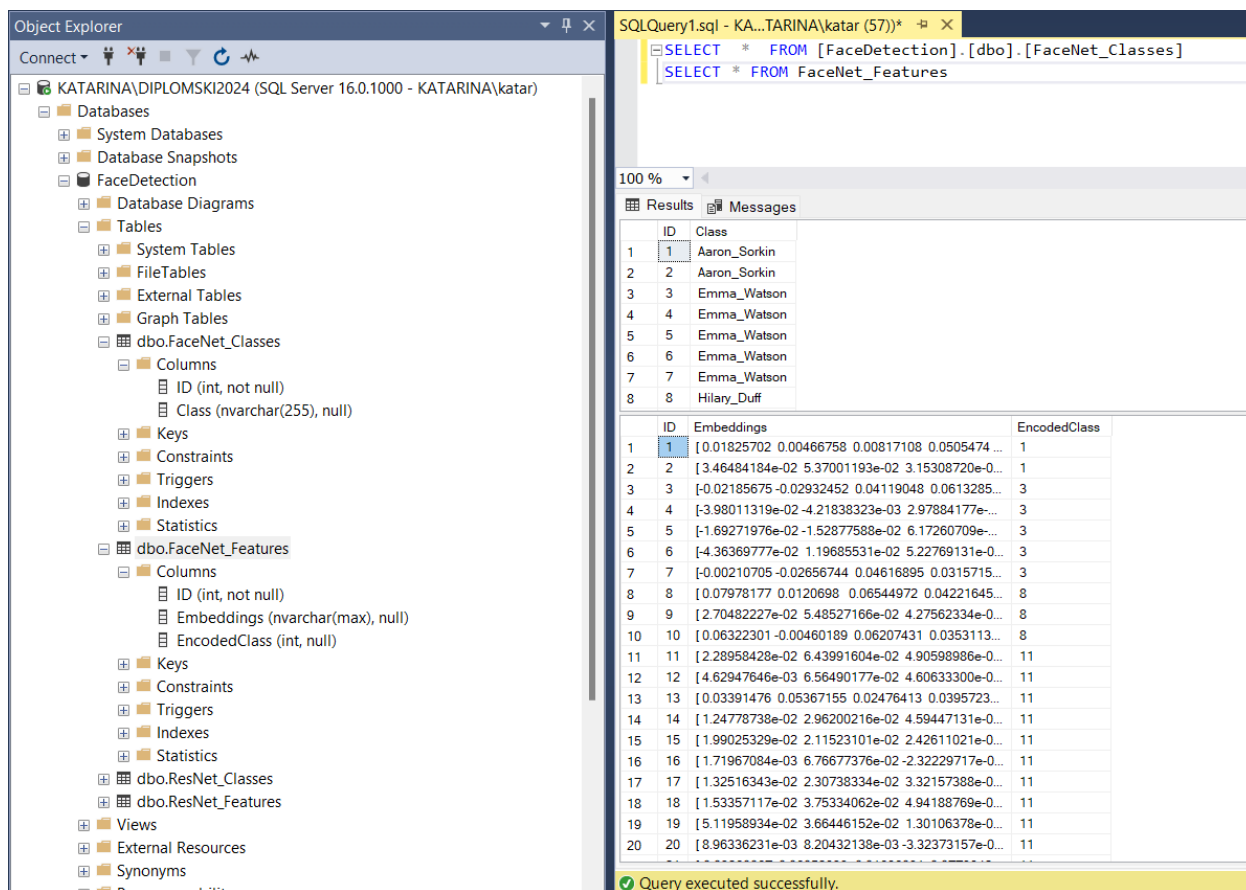 Object Explorer
Connect
KATARINA\DIPLOMSKI2024 (SQL Server 16.0.1000 - KATARINA\katar)
Databases
System Databases
Database Snapshots
FaceDetection
Database Diagrams
Tables
System Tables
FileTables
External Tables
Graph Tables
dbo.FaceNet_Classes
Columns
ID (int, not null)
Class (nvarchar(255), null)
Keys
Constraints
Triggers
Indexes
Statistics
dbo.FaceNet_Features
Columns
ID (int, not null)
Embeddings (nvarchar(max), null)
EncodedClass (int, null)
Keys
Constraints
Triggers
Indexes
Statistics
dbo.ResNet_Classes
dbo.ResNet_Features
Views
External Resources
Synonyms
SQLQuery1.sql - KA...TARINA\katar (57))*
SELECT * FROM [FaceDetection].[dbo].[FaceNet_Classes]
SELECT * FROM FaceNet_Features
100 %
Results Messages
ID Class
1 1 Aaron_Sorkin
2 2 Aaron_Sorkin
3 3 Emma_Watson
4 4 Emma_Watson
5 5 Emma_Watson
6 6 Emma_Watson
7 7 Emma_Watson
8 8 Hilary_Duff
ID Embeddings EncodedClass
1 1 [ 0.01825702 0.00466758 0.00817108 0.0505474 ... 1
2 2 [ 3.46484184e-02 5.37001193e-02 3.15308720e-0... 1
3 3 [-0.02185675 -0.02932452 0.04119048 0.0613285... 3
4 4 [-3.98011319e-02 -4.21838323e-03 2.97884177e-... 3
5 5 [-1.69271976e-02 -1.52877588e-02 6.17260709e-... 3
6 6 [-4.36369777e-02 1.19685531e-02 5.22769131e-0... 3
7 7 [-0.00210705 -0.02656744 0.04616895 0.0315715... 3
8 8 [ 0.07978177 0.0120698 0.06544972 0.04221645... 8
9 9 [ 2.70482227e-02 5.48527166e-02 4.27562334e-0... 8
10 10 [ 0.06322301 -0.00460189 0.06207431 0.0353113... 8
11 11 [ 2.28958428e-02 6.43991604e-02 4.90598986e-0... 11
12 12 [ 4.62947646e-03 6.56490177e-02 4.60633300e-0... 11
13 13 [ 0.03391476 0.05367155 0.02476413 0.0395723... 11
14 14 [ 1.24778738e-02 2.96200216e-02 4.59447131e-0... 11
15 15 [ 1.99025329e-02 2.11523101e-02 2.42611021e-0... 11
16 16 [ 1.71967084e-03 6.76677376e-02 -2.32229717e-0... 11
17 17 [ 1.32516343e-02 2.30738334e-02 3.32157388e-0... 11
18 18 [ 1.53357117e-02 3.75334062e-02 4.94188769e-0... 11
19 19 [ 5.11958934e-02 3.66446152e-02 1.30106378e-0... 11
20 20 [ 8.96336231e-03 8.20432138e-03 -3.32373157e-0... 11
Query executed successfully.